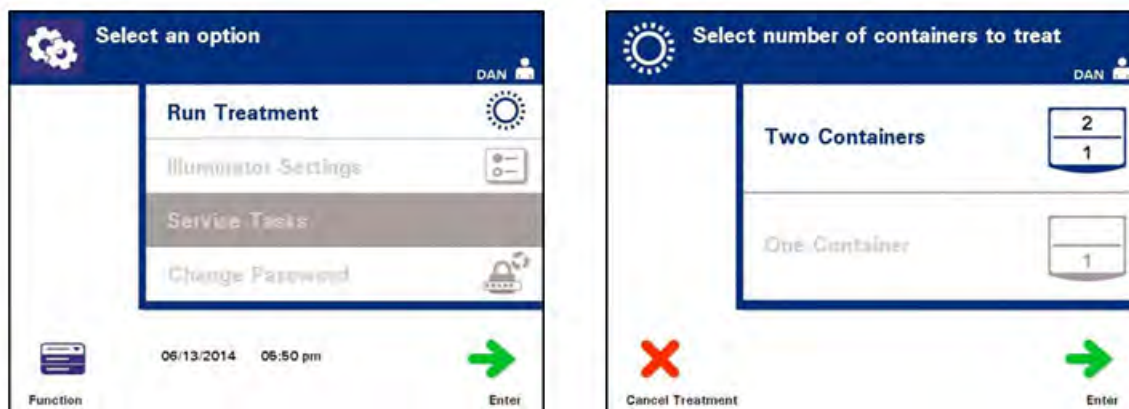 Select an option
DAN
Run Treatment
Illuminator Settings
Service Tasks
Change Password
06/13/2014 05:50 pm
Function
Enter
Select number of containers to treat
DAN
Two Containers
2
1
One Container
1
Cancel Treatment
Enter